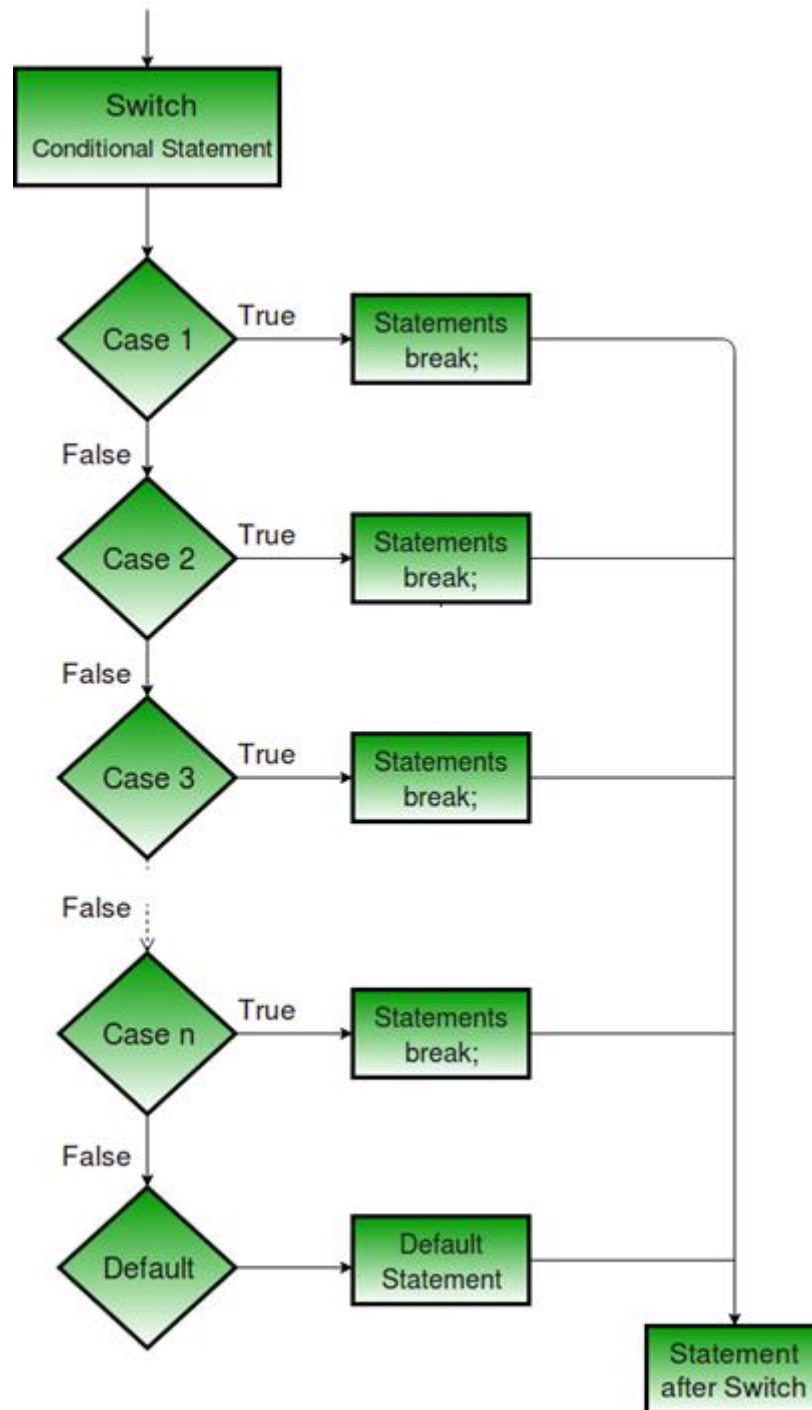 Switch
Conditional Statement
Case 1
True
Statements
break;
False
Case 2
True
Statements
break;
False
Case 3
True
Statements
break;
False
Case n
True
Statements
break;
False
Default
Default
Statement
Statement
after Switch